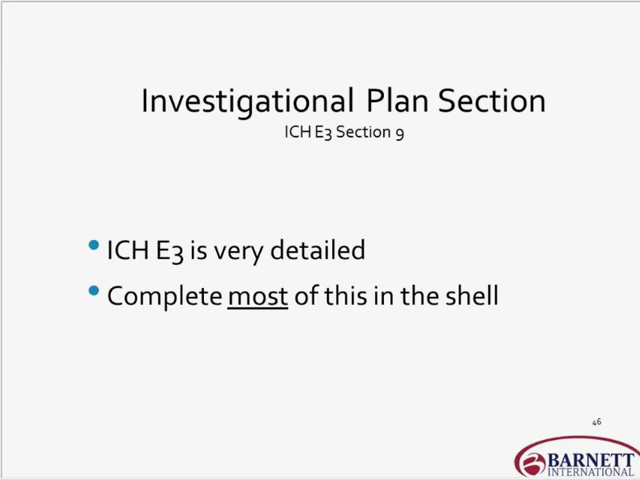 Investigational Plan Section
ICH E3 Section 9
• ICH E3 is very detailed
• Complete most of this in the shell
46
BARNETT
INTERNATIONAL